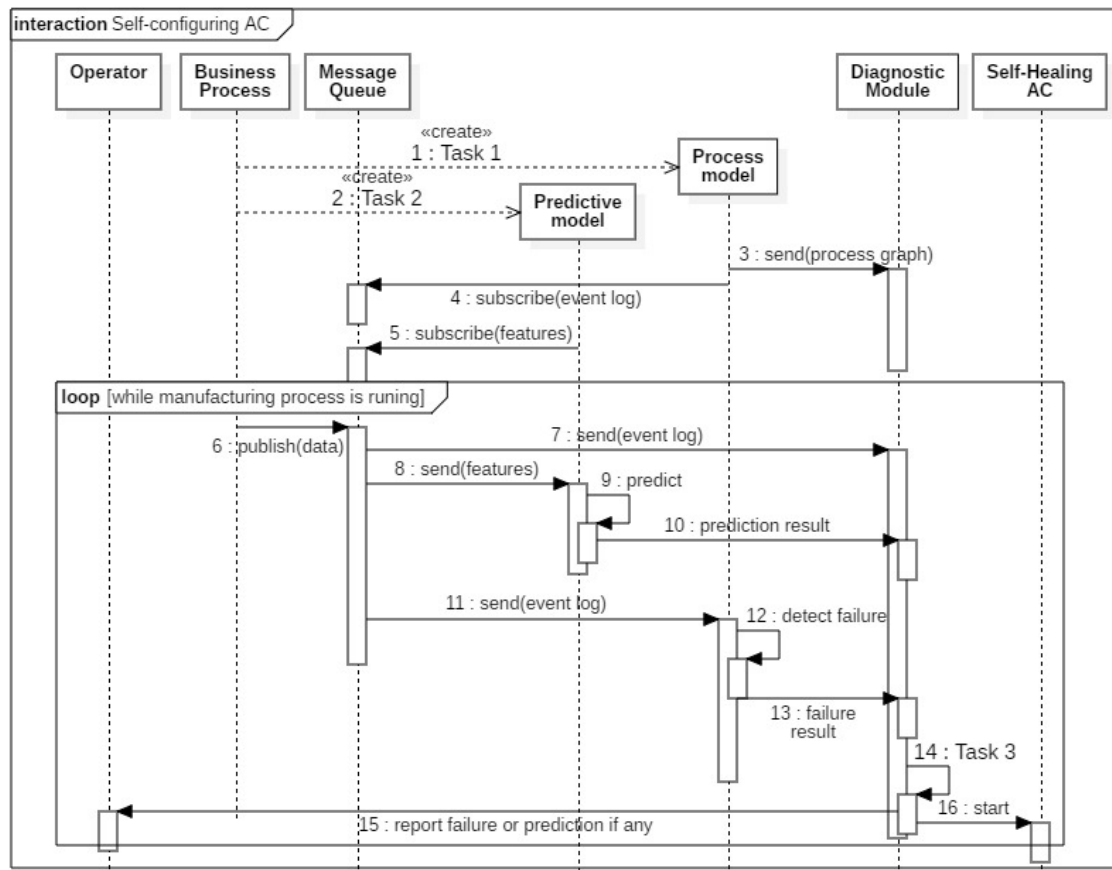 interaction Self-configuring AC
Operator
Business
Process
Message
Queue
Diagnostic
Module
Self-Healing
AC
«create»
1 : Task 1
Process
model
«create»
2 : Task 2
Predictive
model
3 : send(process graph)
4 : subscribe(event log)
5 : subscribe(features)
loop [while manufacturing process is runing]
6 : publish(data)
7 : send(event log)
8 : send(features)
9 : predict
10 : prediction result
11 : send(event log)
12 : detect failure
13 : failure
result
14 : Task 3
15 : report failure or prediction if any
16 : start